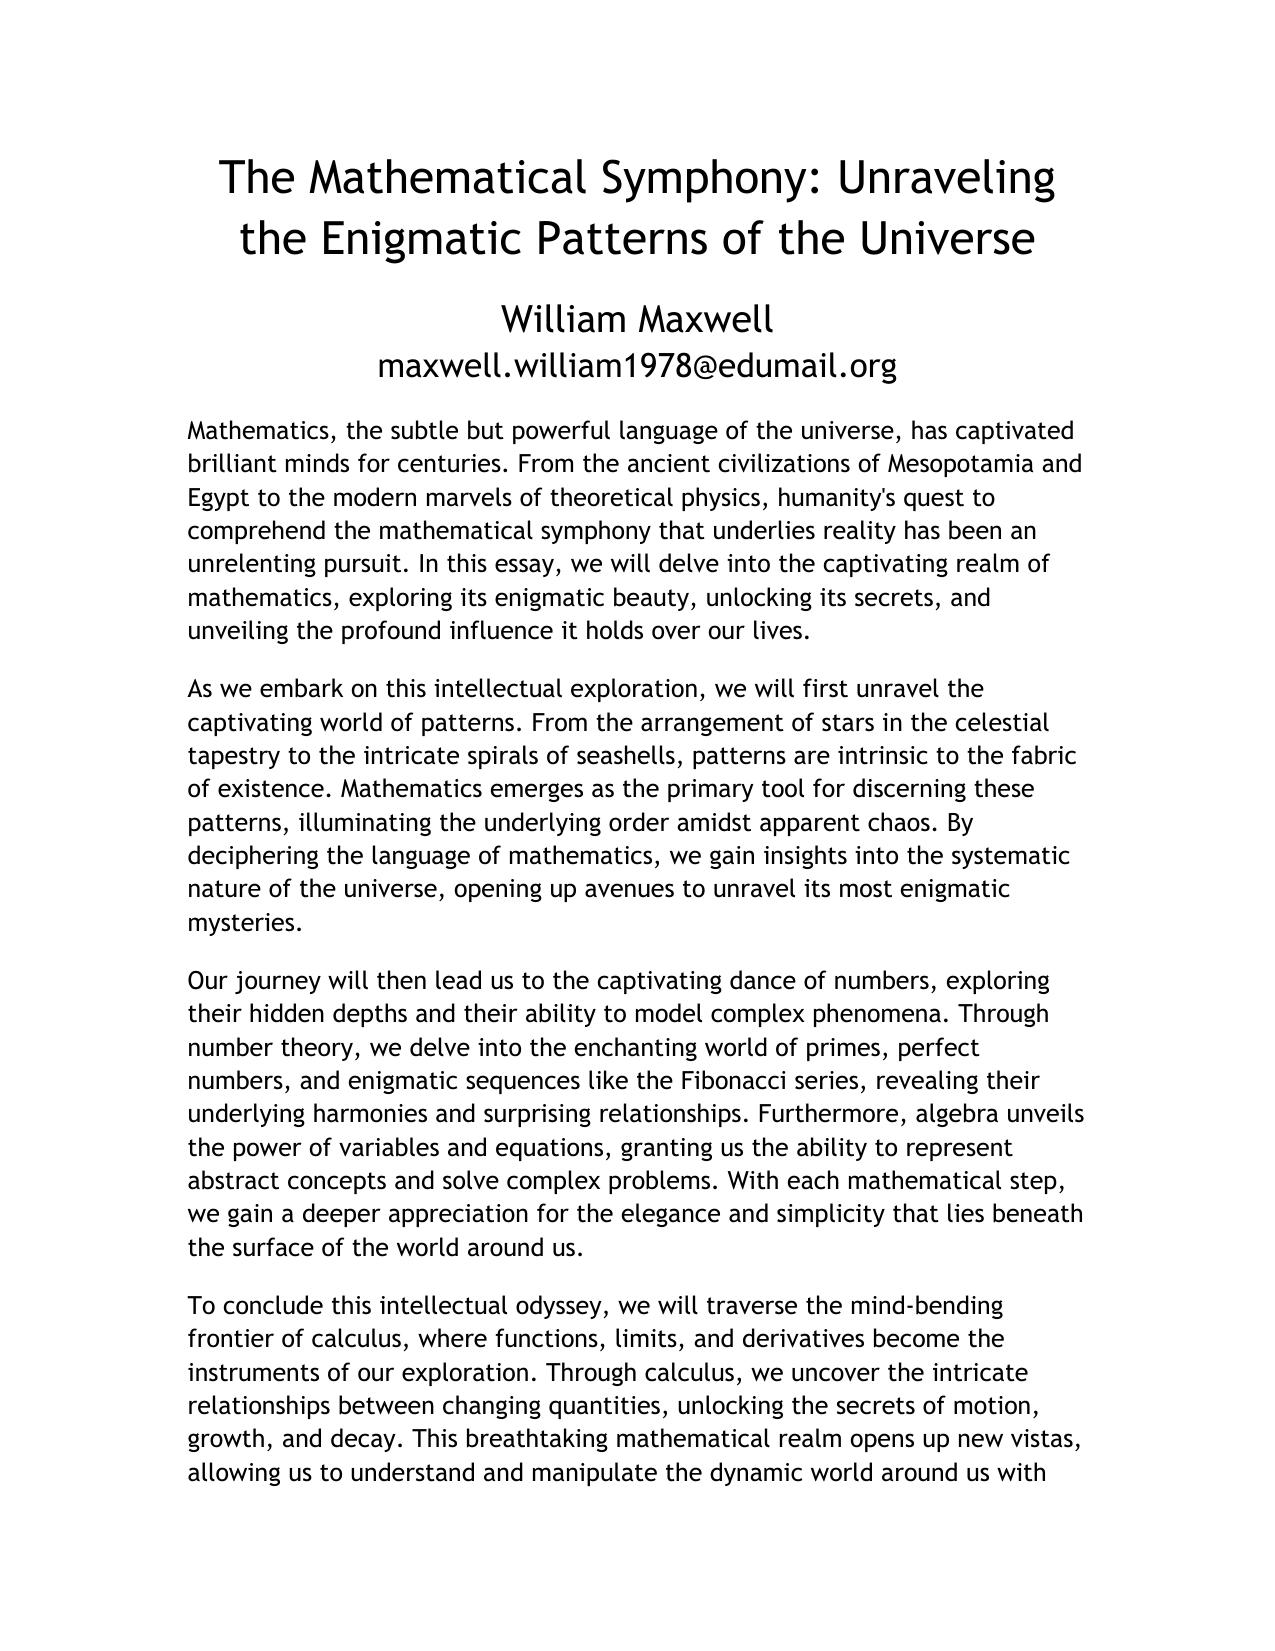 The Mathematical Symphony: Unraveling
the Enigmatic Patterns of the Universe
William Maxwell
maxwell.william1978@edumail.org
Mathematics, the subtle but powerful language of the universe, has captivated
brilliant minds for centuries. From the ancient civilizations of Mesopotamia and
Egypt to the modern marvels of theoretical physics, humanity's quest to
comprehend the mathematical symphony that underlies reality has been an
unrelenting pursuit. In this essay, we will delve into the captivating realm of
mathematics, exploring its enigmatic beauty, unlocking its secrets, and
unveiling the profound influence it holds over our lives.
As we embark on this intellectual exploration, we will first unravel the
captivating world of patterns. From the arrangement of stars in the celestial
tapestry to the intricate spirals of seashells, patterns are intrinsic to the fabric
of existence. Mathematics emerges as the primary tool for discerning these
patterns, illuminating the underlying order amidst apparent chaos. By
deciphering the language of mathematics, we gain insights into the systematic
nature of the universe, opening up avenues to unravel its most enigmatic
mysteries.
Our journey will then lead us to the captivating dance of numbers, exploring
their hidden depths and their ability to model complex phenomena. Through
number theory, we delve into the enchanting world of primes, perfect
numbers, and enigmatic sequences like the Fibonacci series, revealing their
underlying harmonies and surprising relationships. Furthermore, algebra unveils
the power of variables and equations, granting us the ability to represent
abstract concepts and solve complex problems. With each mathematical step,
we gain a deeper appreciation for the elegance and simplicity that lies beneath
the surface of the world around us.
To conclude this intellectual odyssey, we will traverse the mind-bending
frontier of calculus, where functions, limits, and derivatives become the
instruments of our exploration. Through calculus, we uncover the intricate
relationships between changing quantities, unlocking the secrets of motion,
growth, and decay. This breathtaking mathematical realm opens up new vistas,
allowing us to understand and manipulate the dynamic world around us with